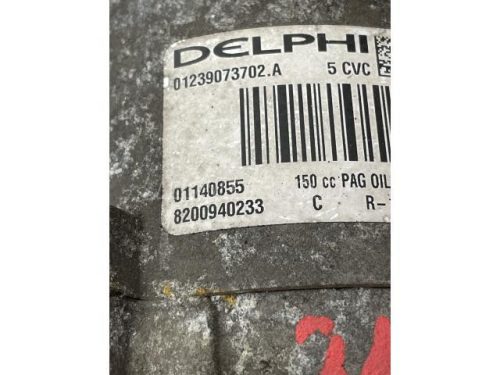 DELPHI
01239073702.A 5 CVC
01140855 150 cc PAG OIL
8200940233 C R-